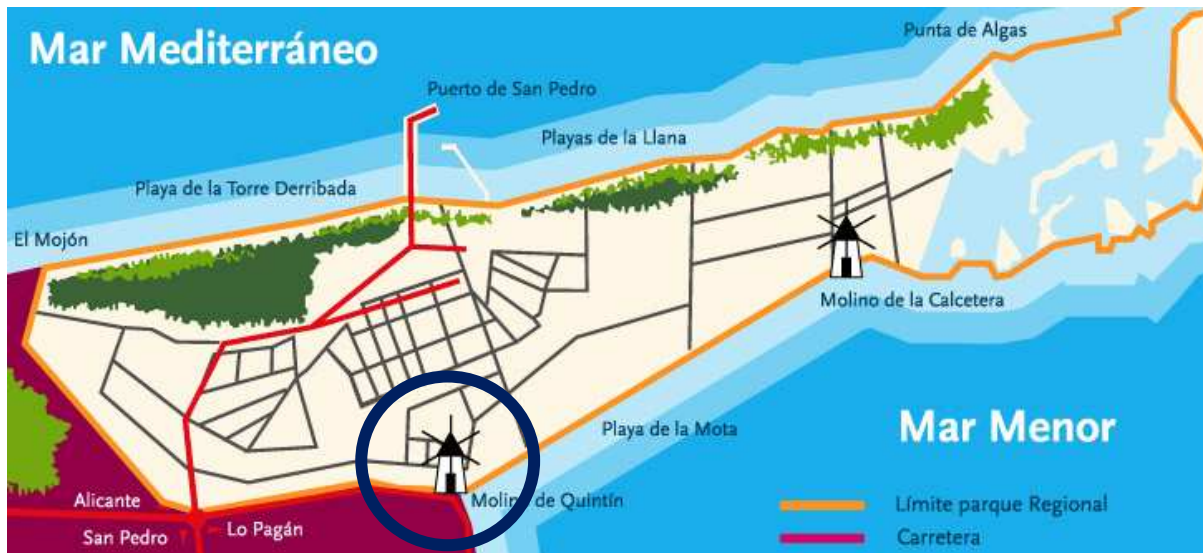 Mar Mediterráneo
Punta de Algas
Puerto de San Pedro
Playas de la Llana
Playa de la Torre Derribada
El Mojón
Molino de la Calcetera
Playa de la Mota
Mar Menor
Molino de Quintín
Alicante
San Pedro
Lo Pagán
Límite parque Regional
Carretera